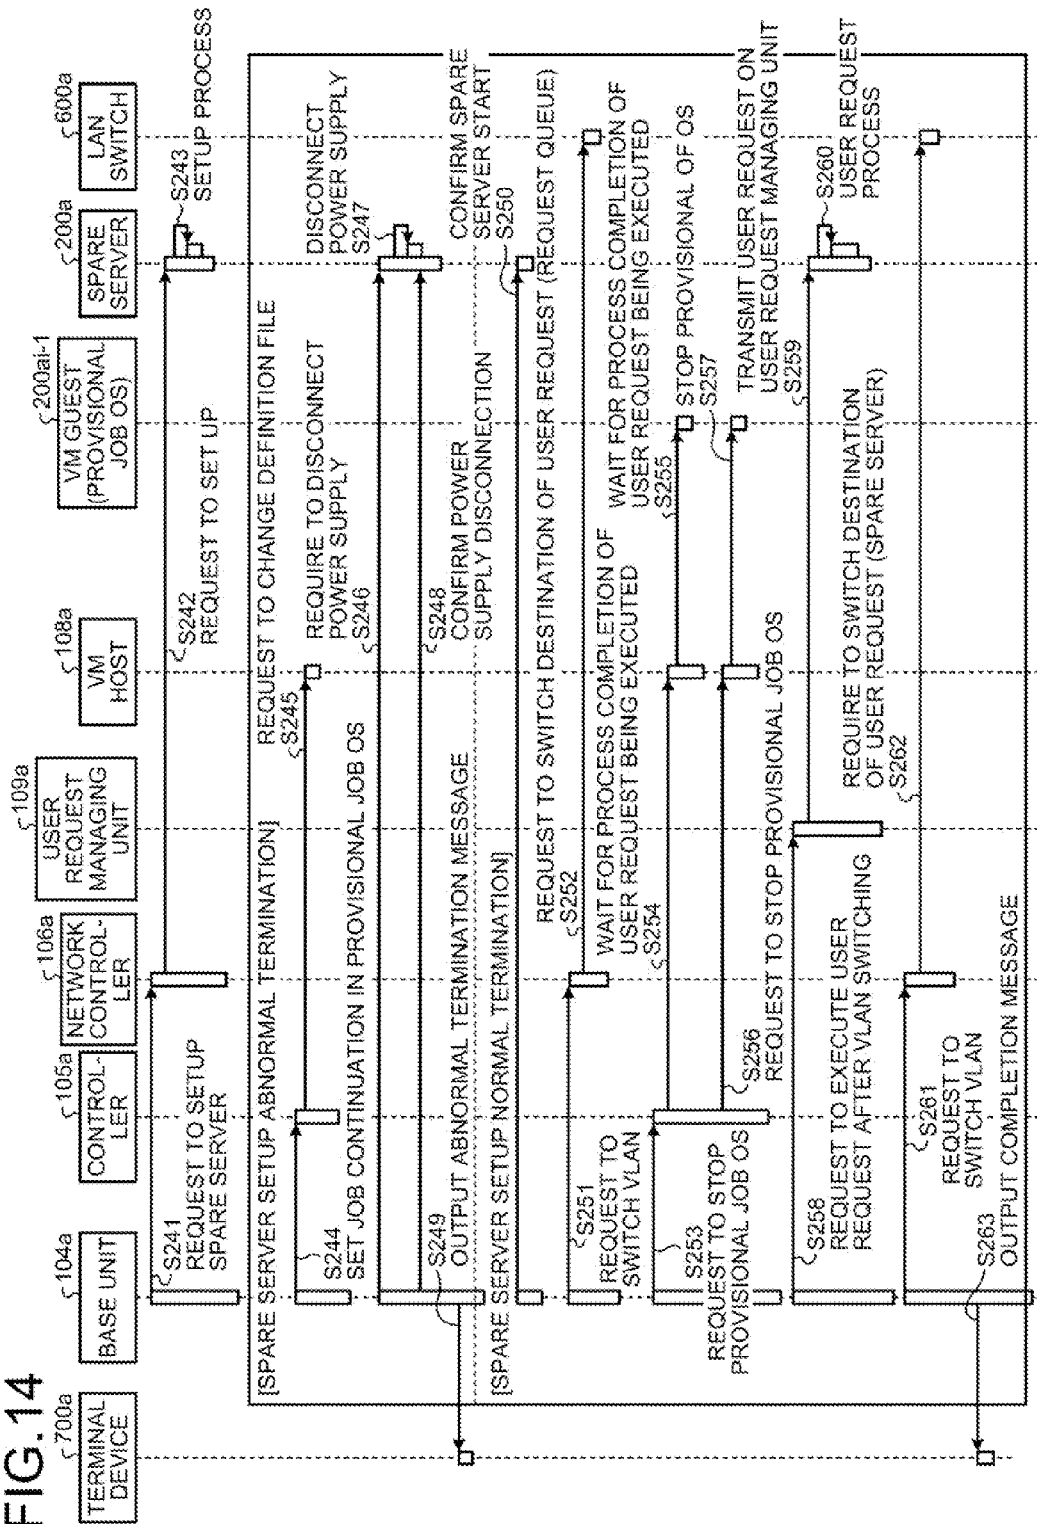 FIG.14
700a
TERMINAL
DEVICE
104a
BASE UNIT
105a
CONTROL-
LER
106a
NETWORK
CONTROL-
LER
109a
USER
REQUEST
MANAGING
UNIT
108a
VM
HOST
200ai-1
VM GUEST
(PROVISIONAL
JOB OS)
200a
SPARE
SERVER
600a
LAN
SWITCH
S241
REQUEST TO SETUP
SPARE SERVER
S242
REQUEST TO SET UP
S243
SETUP PROCESS
[SPARE SERVER SETUP ABNORMAL TERMINATION]
REQUEST TO CHANGE DEFINITION FILE
S245
S244
SET JOB CONTINUATION IN PROVISIONAL JOB OS
REQUIRE TO DISCONNECT
POWER SUPPLY
S246
DISCONNECT
POWER SUPPLY
S247
S248
CONFIRM POWER
SUPPLY DISCONNECTION
S249
OUTPUT ABNORMAL TERMINATION MESSAGE
[SPARE SERVER SETUP NORMAL TERMINATION]
CONFIRM SPARE
SERVER START
S250
S251
REQUEST TO
SWITCH VLAN
REQUEST TO SWITCH DESTINATION OF USER REQUEST (REQUEST QUEUE)
S252
S253
REQUEST TO STOP
PROVISIONAL JOB OS
WAIT FOR PROCESS COMPLETION OF
USER REQUEST BEING EXECUTED
S254
WAIT FOR PROCESS COMPLETION OF
USER REQUEST BEING EXECUTED
S255
S256
REQUEST TO STOP PROVISIONAL JOB OS
STOP PROVISIONAL OF OS
S257
S258
REQUEST TO EXECUTE USER
REQUEST AFTER VLAN SWITCHING
TRANSMIT USER REQUEST ON
USER REQUEST MANAGING UNIT
S259
S260
USER REQUEST
PROCESS
S261
REQUEST TO
SWITCH VLAN
REQUIRE TO SWITCH DESTINATION
OF USER REQUEST (SPARE SERVER)
S262
S263
OUTPUT COMPLETION MESSAGE